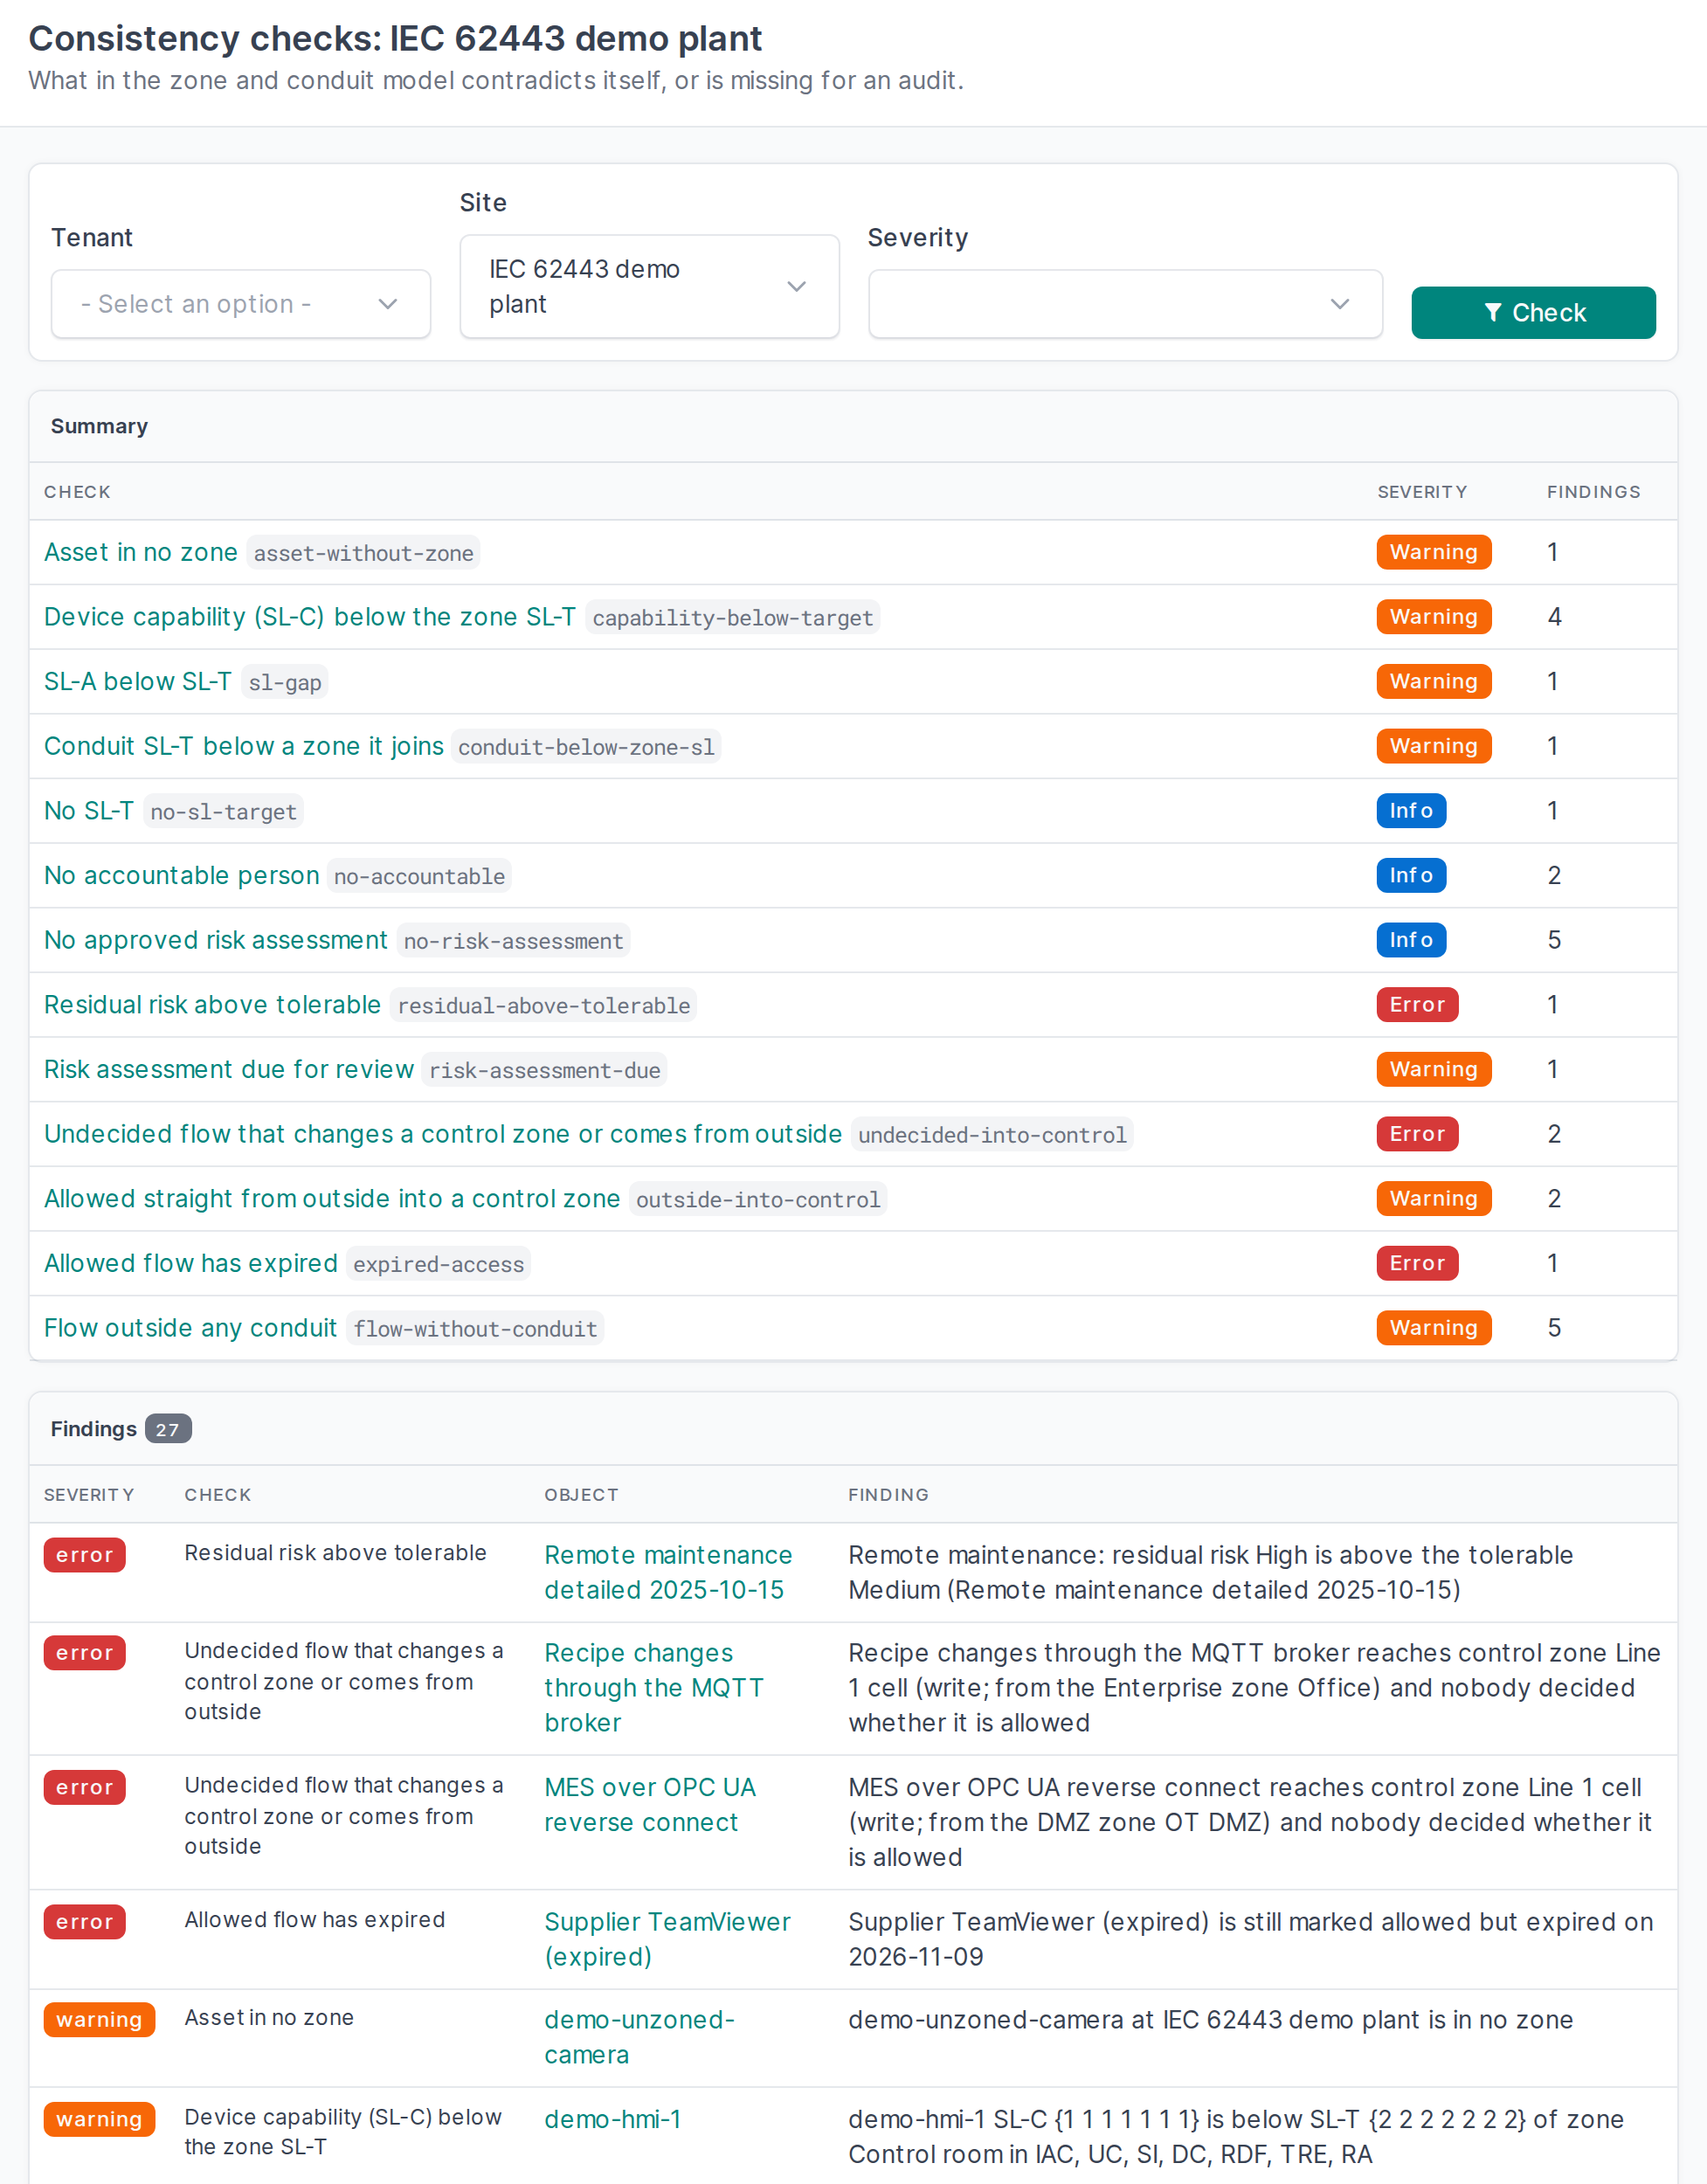 Consistency checks: IEC 62443 demo plant
What in the zone and conduit model contradicts itself, or is missing for an audit.
Tenant
- Select an option -
Site
IEC 62443 demo
plant
Severity
Check
Summary
CHECK SEVERITY FINDINGS
Asset in no zone asset-without-zone Warning 1
Device capability (SL-C) below the zone SL-T capability-below-target Warning 4
SL-A below SL-T sl-gap Warning 1
Conduit SL-T below a zone it joins conduit-below-zone-sl Warning 1
No SL-T no-sl-target Info 1
No accountable person no-accountable Info 2
No approved risk assessment no-risk-assessment Info 5
Residual risk above tolerable residual-above-tolerable Error 1
Risk assessment due for review risk-assessment-due Warning 1
Undecided flow that changes a control zone or comes from outside undecided-into-control Error 2
Allowed straight from outside into a control zone outside-into-control Warning 2
Allowed flow has expired expired-access Error 1
Flow outside any conduit flow-without-conduit Warning 5
Findings 27
SEVERITY CHECK OBJECT FINDING
error Residual risk above tolerable Remote maintenance Remote maintenance: residual risk High is above the tolerable
detailed 2025-10-15 Medium (Remote maintenance detailed 2025-10-15)
error Undecided flow that changes a Recipe changes Recipe changes through the MQTT broker reaches control zone Line
control zone or comes from through the MQTT 1 cell (write; from the Enterprise zone Office) and nobody decided
outside broker whether it is allowed
error Undecided flow that changes a MES over OPC UA MES over OPC UA reverse connect reaches control zone Line 1 cell
control zone or comes from reverse connect (write; from the DMZ zone OT DMZ) and nobody decided whether it
outside is allowed
error Allowed flow has expired Supplier TeamViewer Supplier TeamViewer (expired) is still marked allowed but expired on
(expired) 2026-11-09
warning Asset in no zone demo-unzoned- demo-unzoned-camera at IEC 62443 demo plant is in no zone
camera
warning Device capability (SL-C) below demo-hmi-1 demo-hmi-1 SL-C {1 1 1 1 1 1 1} is below SL-T {2 2 2 2 2 2 2} of zone
the zone SL-T Control room in IAC, UC, SI, DC, RDF, TRE, RA